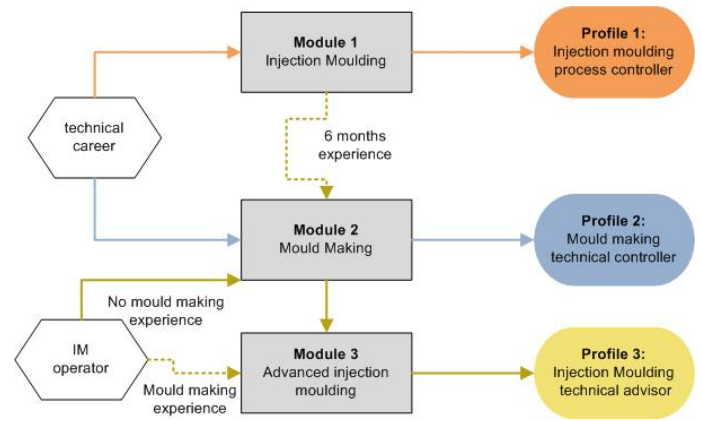 Module 1
Injection Moulding
Profile 1:
Injection moulding
process controller
technical
career
6 months
experience
Module 2
Mould Making
Profile 2:
Mould making
technical controller
No mould making
experience
IM
operator
Mould making
experience
Module 3
Advanced injection
moulding
Profile 3:
Injection Moulding
technical advisor